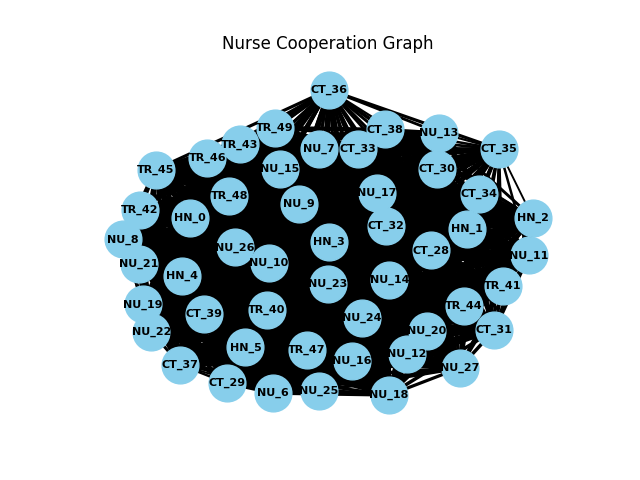 Nurse Cooperation Graph
CT_36
TR_49
CT_38
NU_13
TR_43
NU_7
CT_33
CT_35
TR_46
NU_15
CT_30
TR_45
TR_48
NU_17
CT_34
NU_9
TR_42
HN_0
HN_2
CT_32
HN_1
NU_8
NU_26
HN_3
CT_28
NU_11
NU_21
NU_10
HN_4
NU_23
NU_14
TR_41
NU_19
CT_39
TR_40
NU_24
TR_44
NU_22
NU_20
CT_31
HN_5
TR_47
NU_16
NU_12
CT_37
NU_27
CT_29
NU_6
NU_25
NU_18